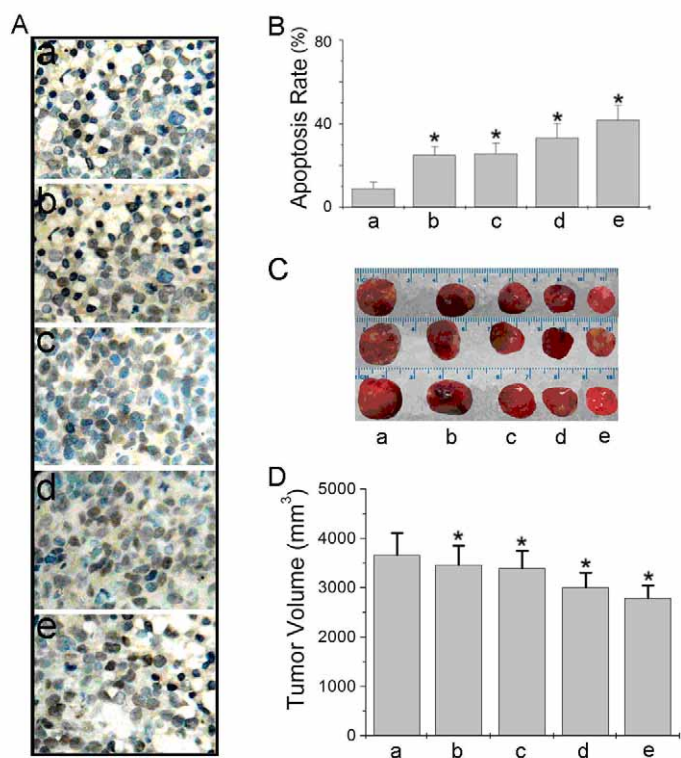 A
a
b
c
d
e
B
Apoptosis Rate (%)
80
40
0
*
*
*
*
a b c d e
C
a b c d e
D
Tumor Volume (mm³)
5000
4000
3000
2000
1000
0
*
*
*
*
a b c d e